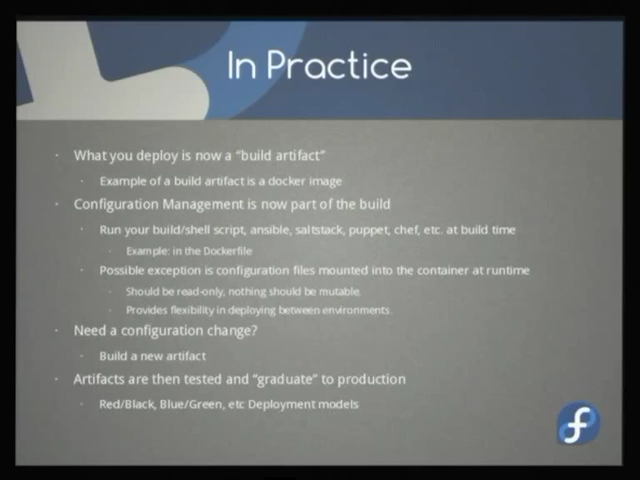 In Practice
What you deploy is now a "build artifact"
Example of a build artifact is a docker image
Configuration Management is now part of the build
Run your build/shell script, ansible, saltstack, puppet, chef, etc. at build time
Example: in the Dockerfile
Possible exception is configuration files mounted into the container at runtime
Should be read-only, nothing should be mutable.
Provides flexibility in deploying between environments.
Need a configuration change?
Build a new artifact
Artifacts are then tested and "graduate" to production
Red/Black, Blue/Green, etc Deployment models